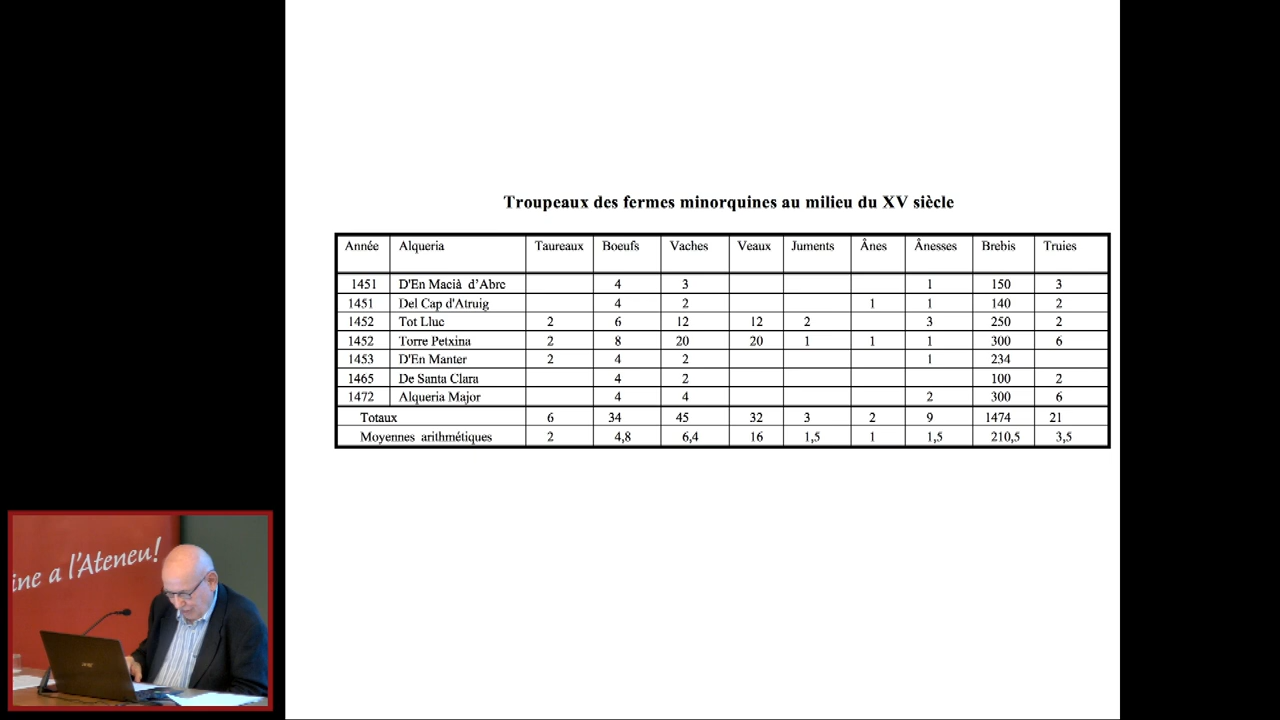 Troupeaux des fermes minorquines au milieu du XV siècle
Année Alqueria Taureaux Boeufs Vaches Veaux Juments Ânes Ânesses Brebis Truies
1451 D'En Macià d’Abre 4 3 1 150 3
1451 Del Cap d'Atruig 4 2 1 1 140 2
1452 Tot Lluc 2 6 12 12 2 3 250 2
1452 Torre Petxina 2 8 20 20 1 1 1 300 6
1453 D'En Manter 2 4 2 1 234
1465 De Santa Clara 4 2 100 2
1472 Alqueria Major 4 4 2 300 6
Totaux 6 34 45 32 3 2 9 1474 21
Moyennes arithmétiques 2 4,8 6,4 16 1,5 1 1,5 210,5 3,5
ine a l'Ateneu!
acer